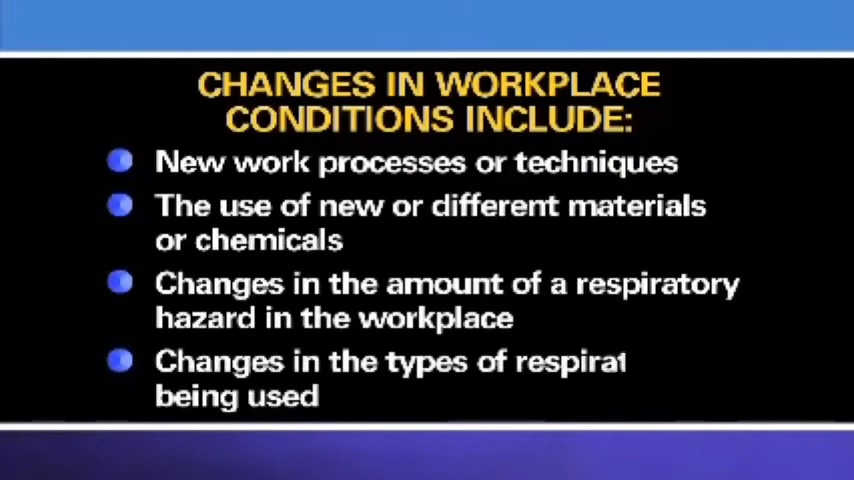 CHANGES IN WORKPLACE
CONDITIONS INCLUDE:
New work processes or techniques
The use of new or different materials
or chemicals
Changes in the amount of a respiratory
hazard in the workplace
Changes in the types of respirat
being used